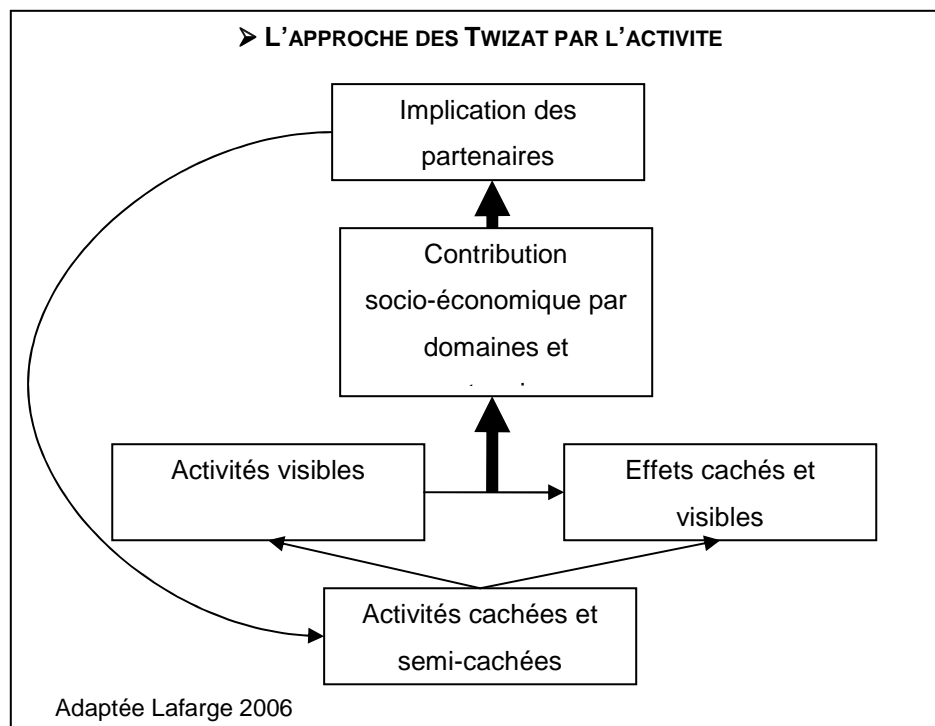 ➢ L'APPROCHE DES TWIZAT PAR L'ACTIVITE
Implication des
partenaires
Contribution
socio-économique par
domaines et
Activités visibles
Effets cachés et
visibles
Activités cachées et
semi-cachées
Adaptée Lafarge 2006